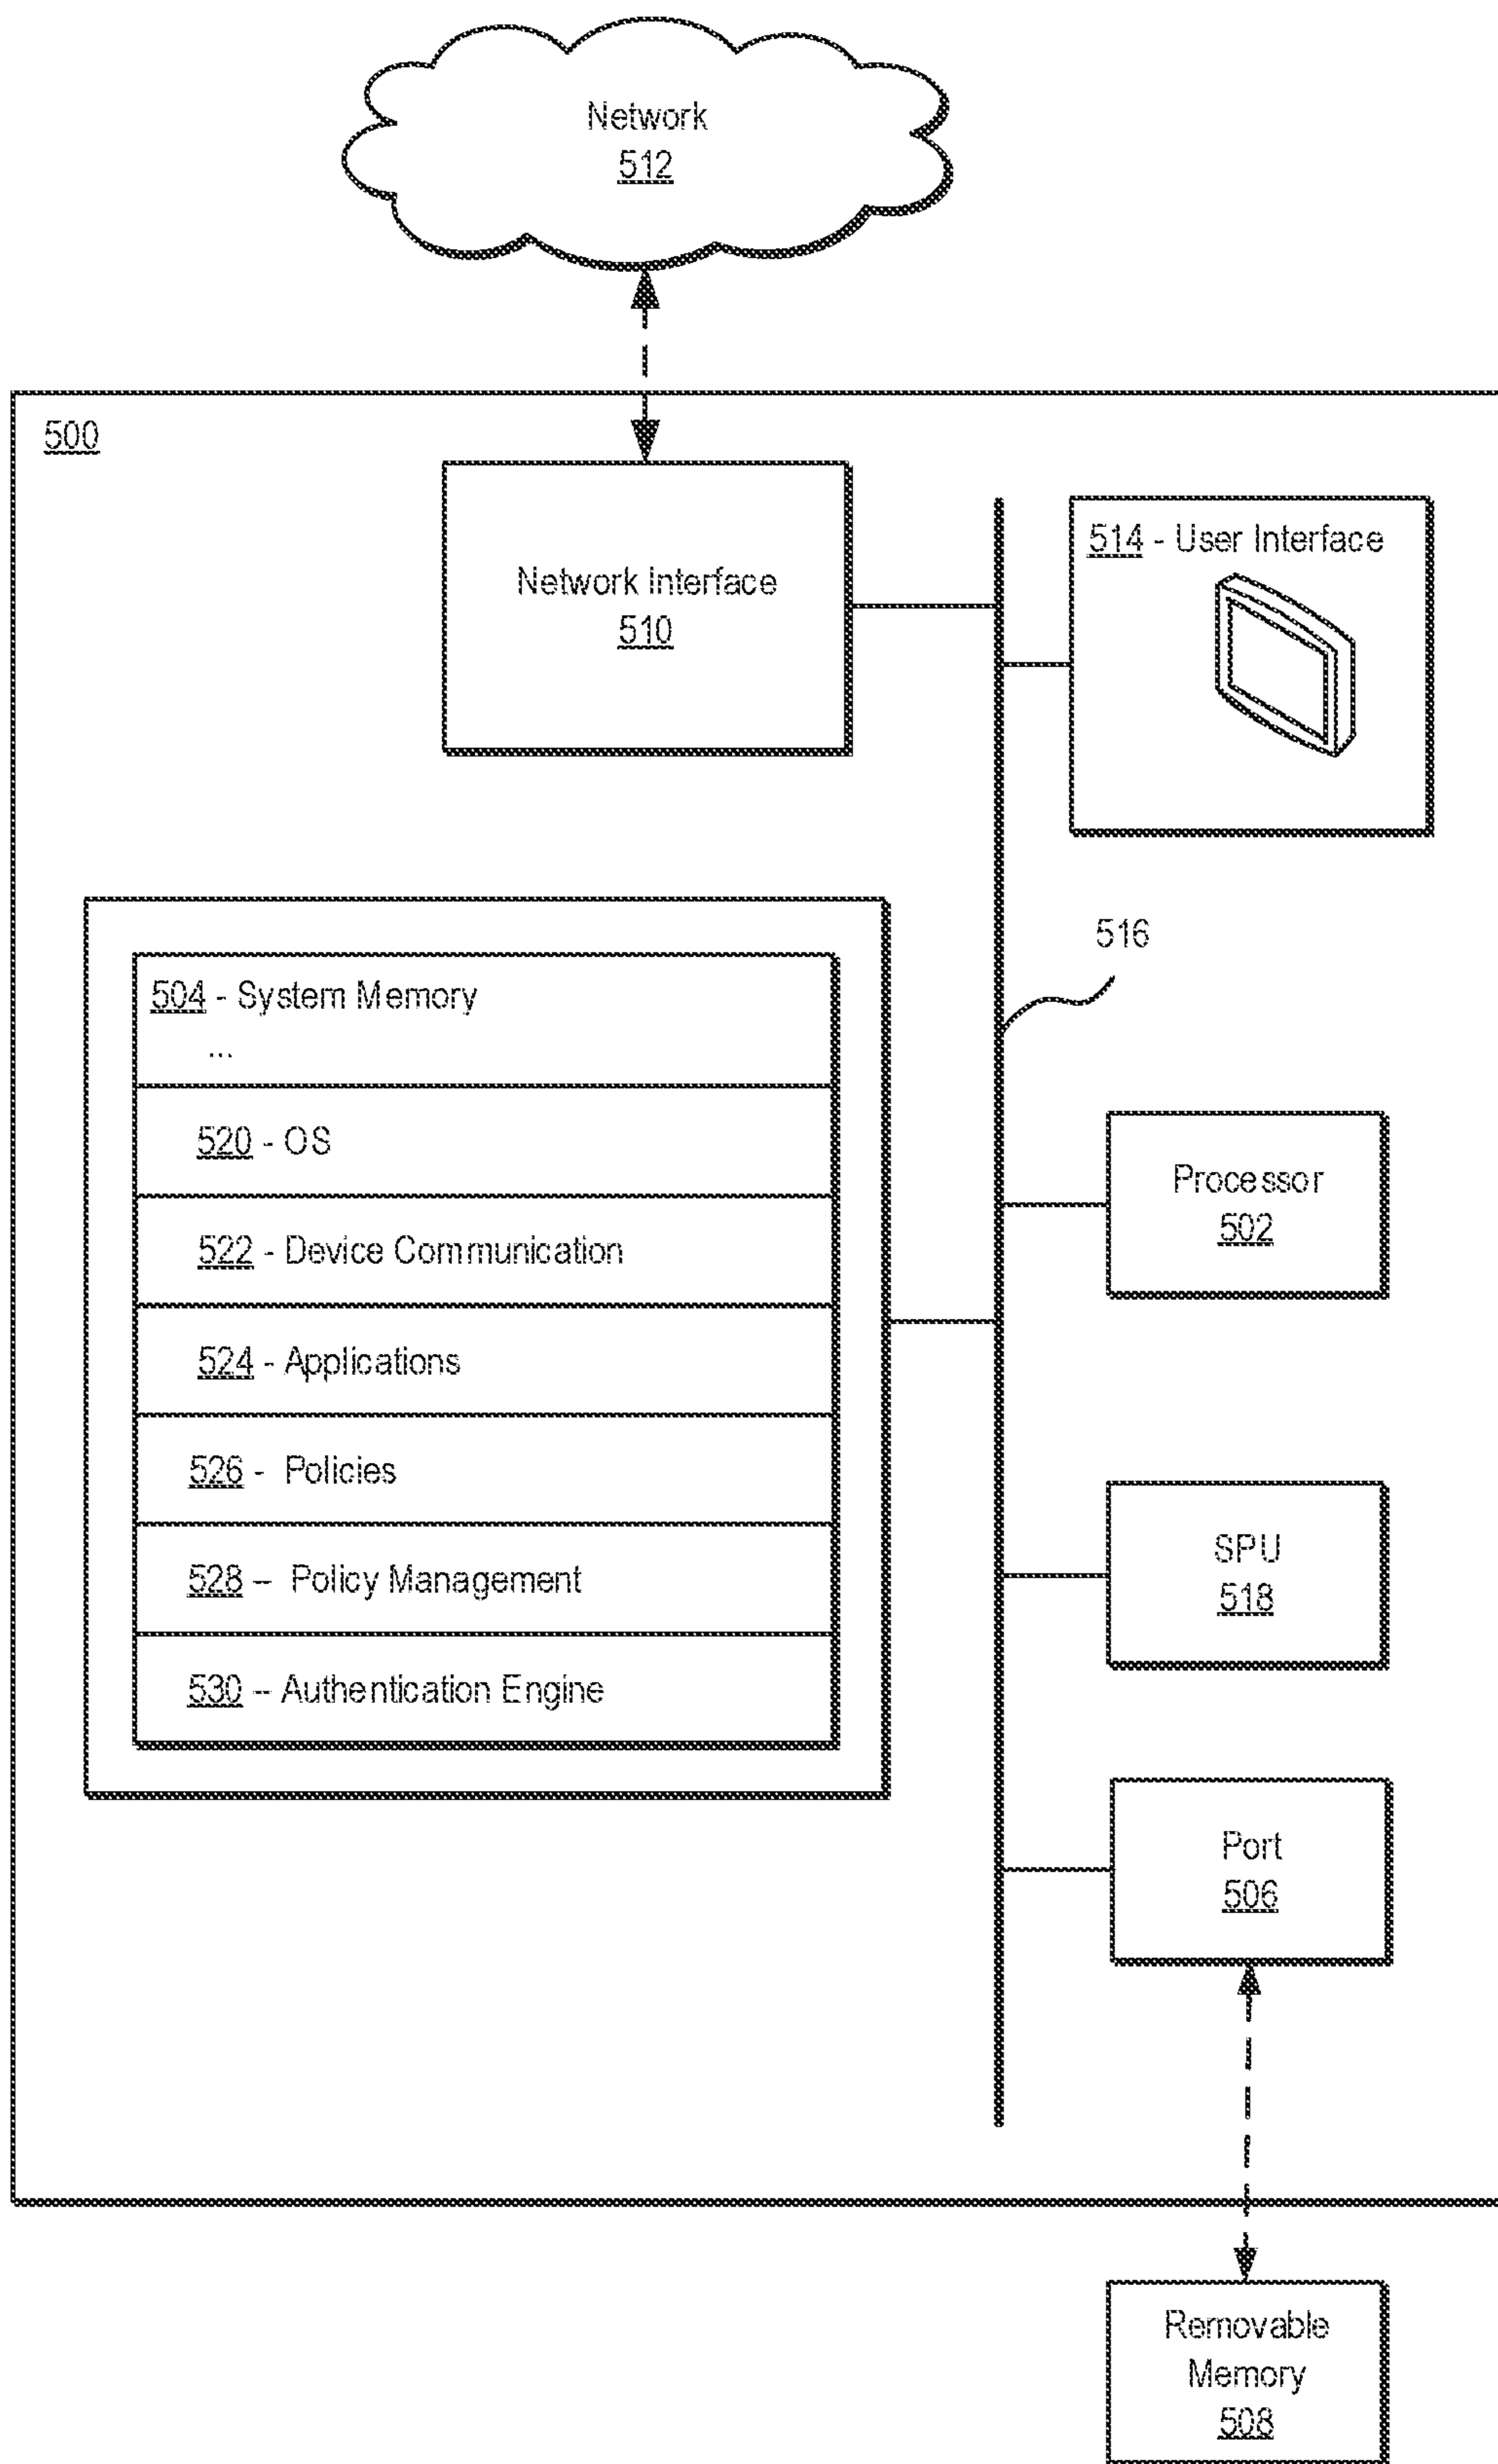 Network
512
500
Network Interface
510
514 - User Interface
504 - System Memory
...
516
520 - OS
522 - Device Communication
524 - Applications
526 - Policies
528 – Policy Management
530 – Authentication Engine
Processor
502
SPU
518
Port
506
Removable
Memory
508